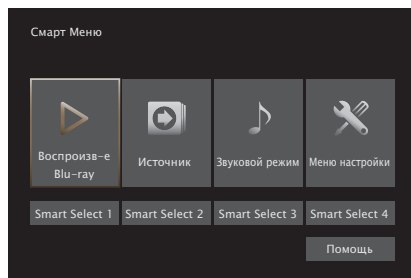 Смарт Меню
Воспроизв-е
Blu-ray
Источник
Звуковой режим
Меню настройки
Smart Select 1
Smart Select 2
Smart Select 3
Smart Select 4
Помощь